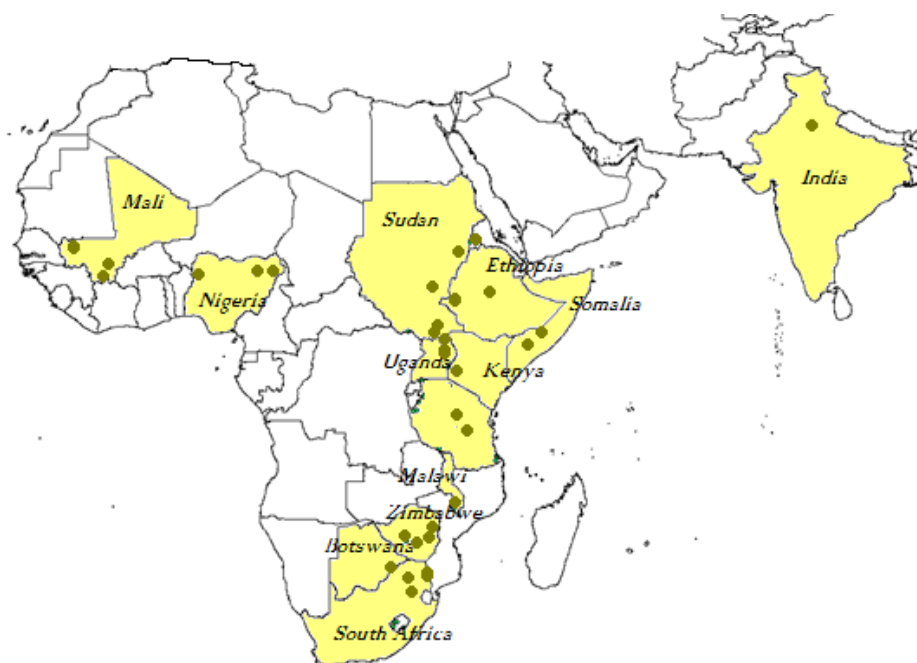 India
Mali
Sudan
Ethiopia
Nigeria
Somalia
Uganda
Kenya
Malawi
Zimbabwe
Botswana
South Africa